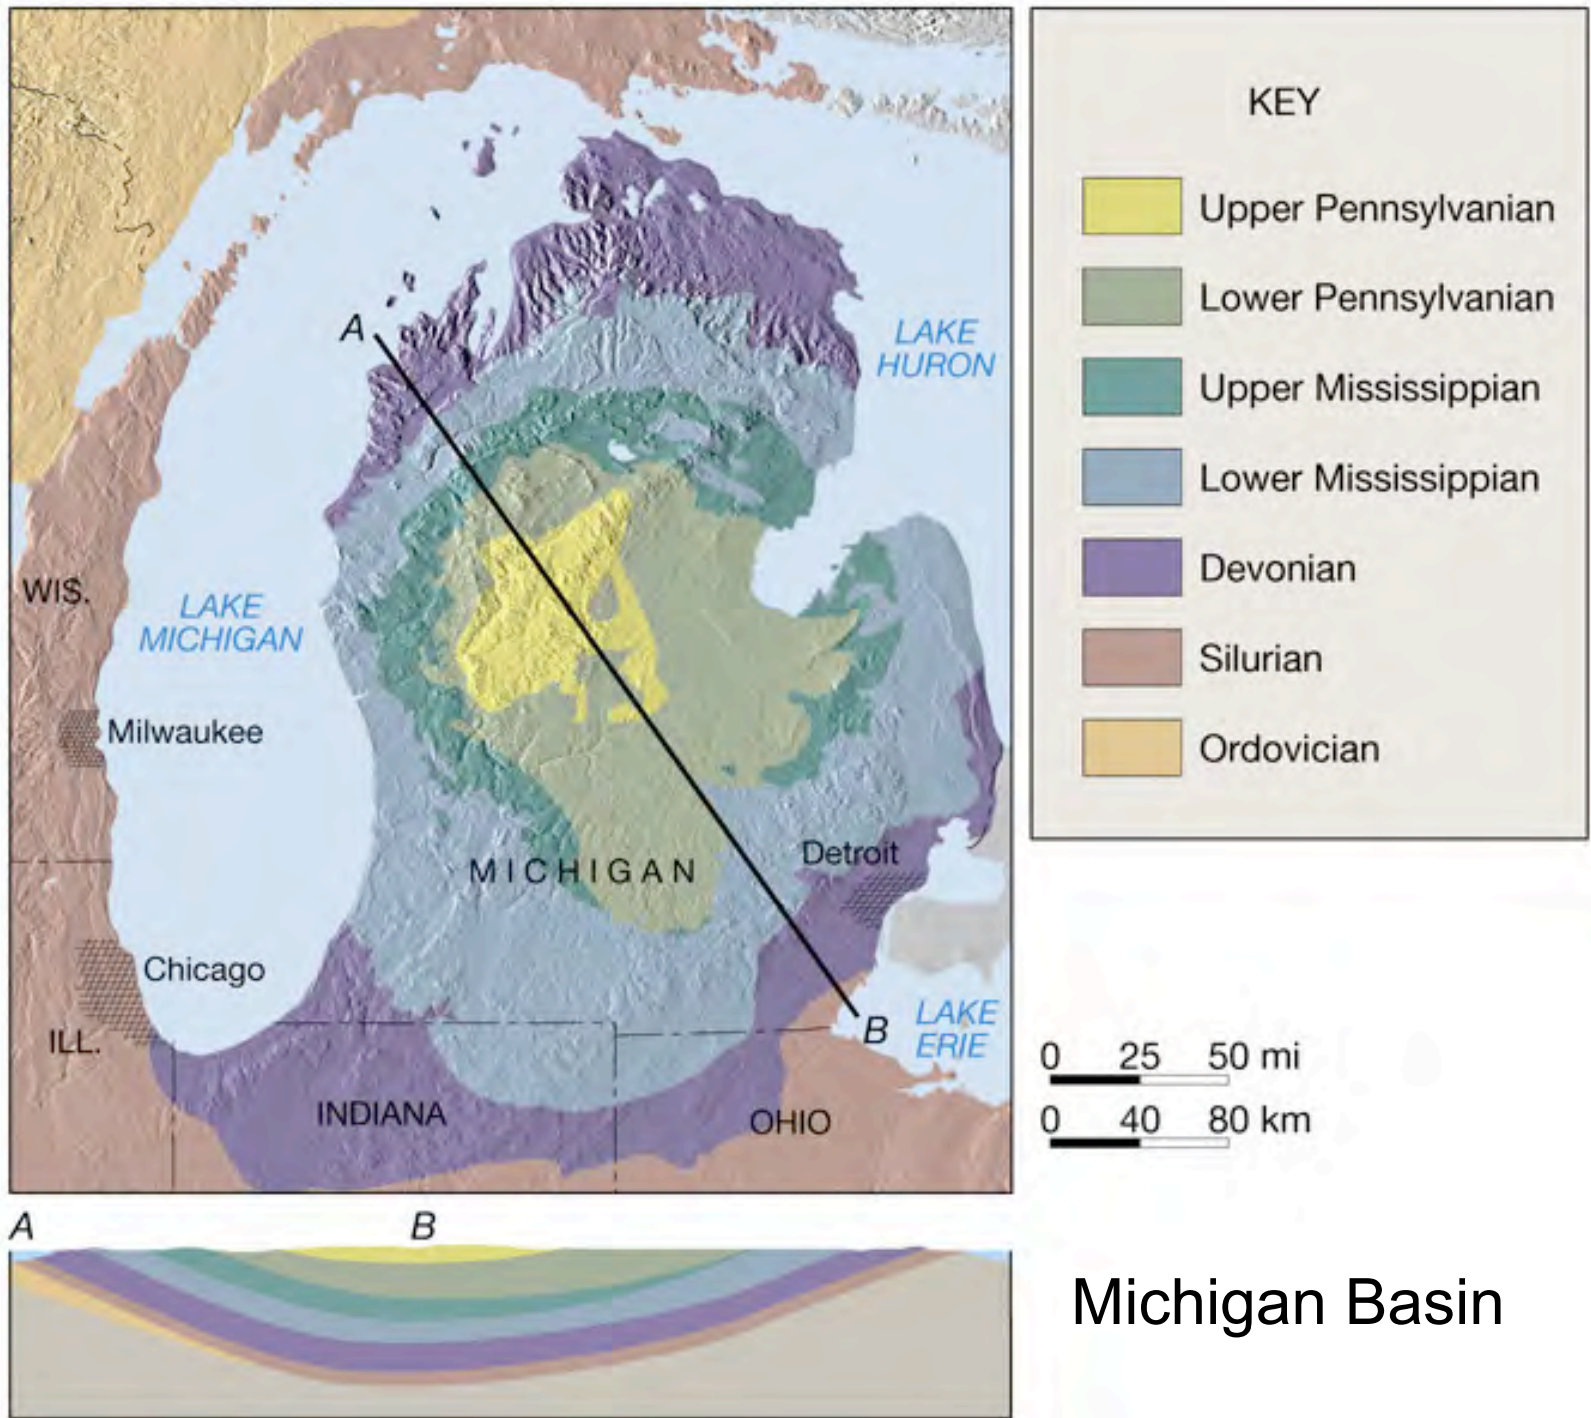 A
LAKE
HURON
WIS.
LAKE
MICHIGAN
Milwaukee
MICHIGAN
Detroit
Chicago
ILL.
B
LAKE
ERIE
INDIANA
OHIO
KEY
Upper Pennsylvanian
Lower Pennsylvanian
Upper Mississippian
Lower Mississippian
Devonian
Silurian
Ordovician
0 25 50 mi
0 40 80 km
A B
Michigan Basin